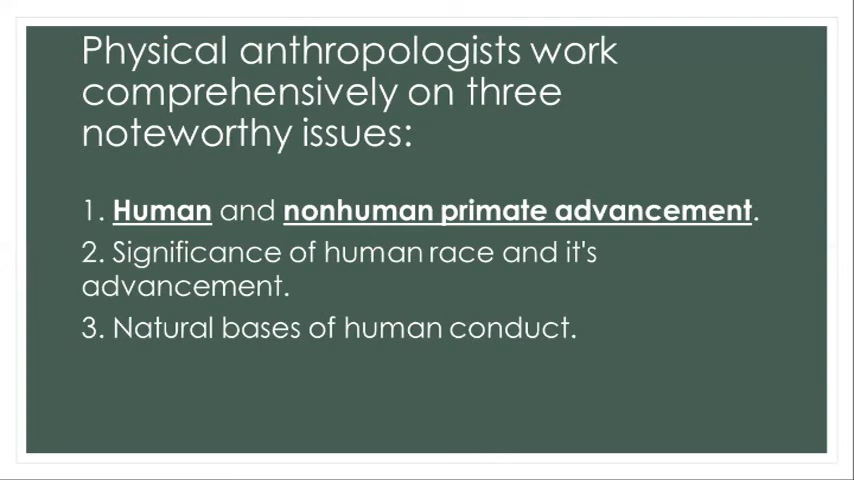 Physical anthropologists work
comprehensively on three
noteworthy issues:
1. Human and nonhuman primate advancement.
2. Significance of human race and it's
advancement.
3. Natural bases of human conduct.